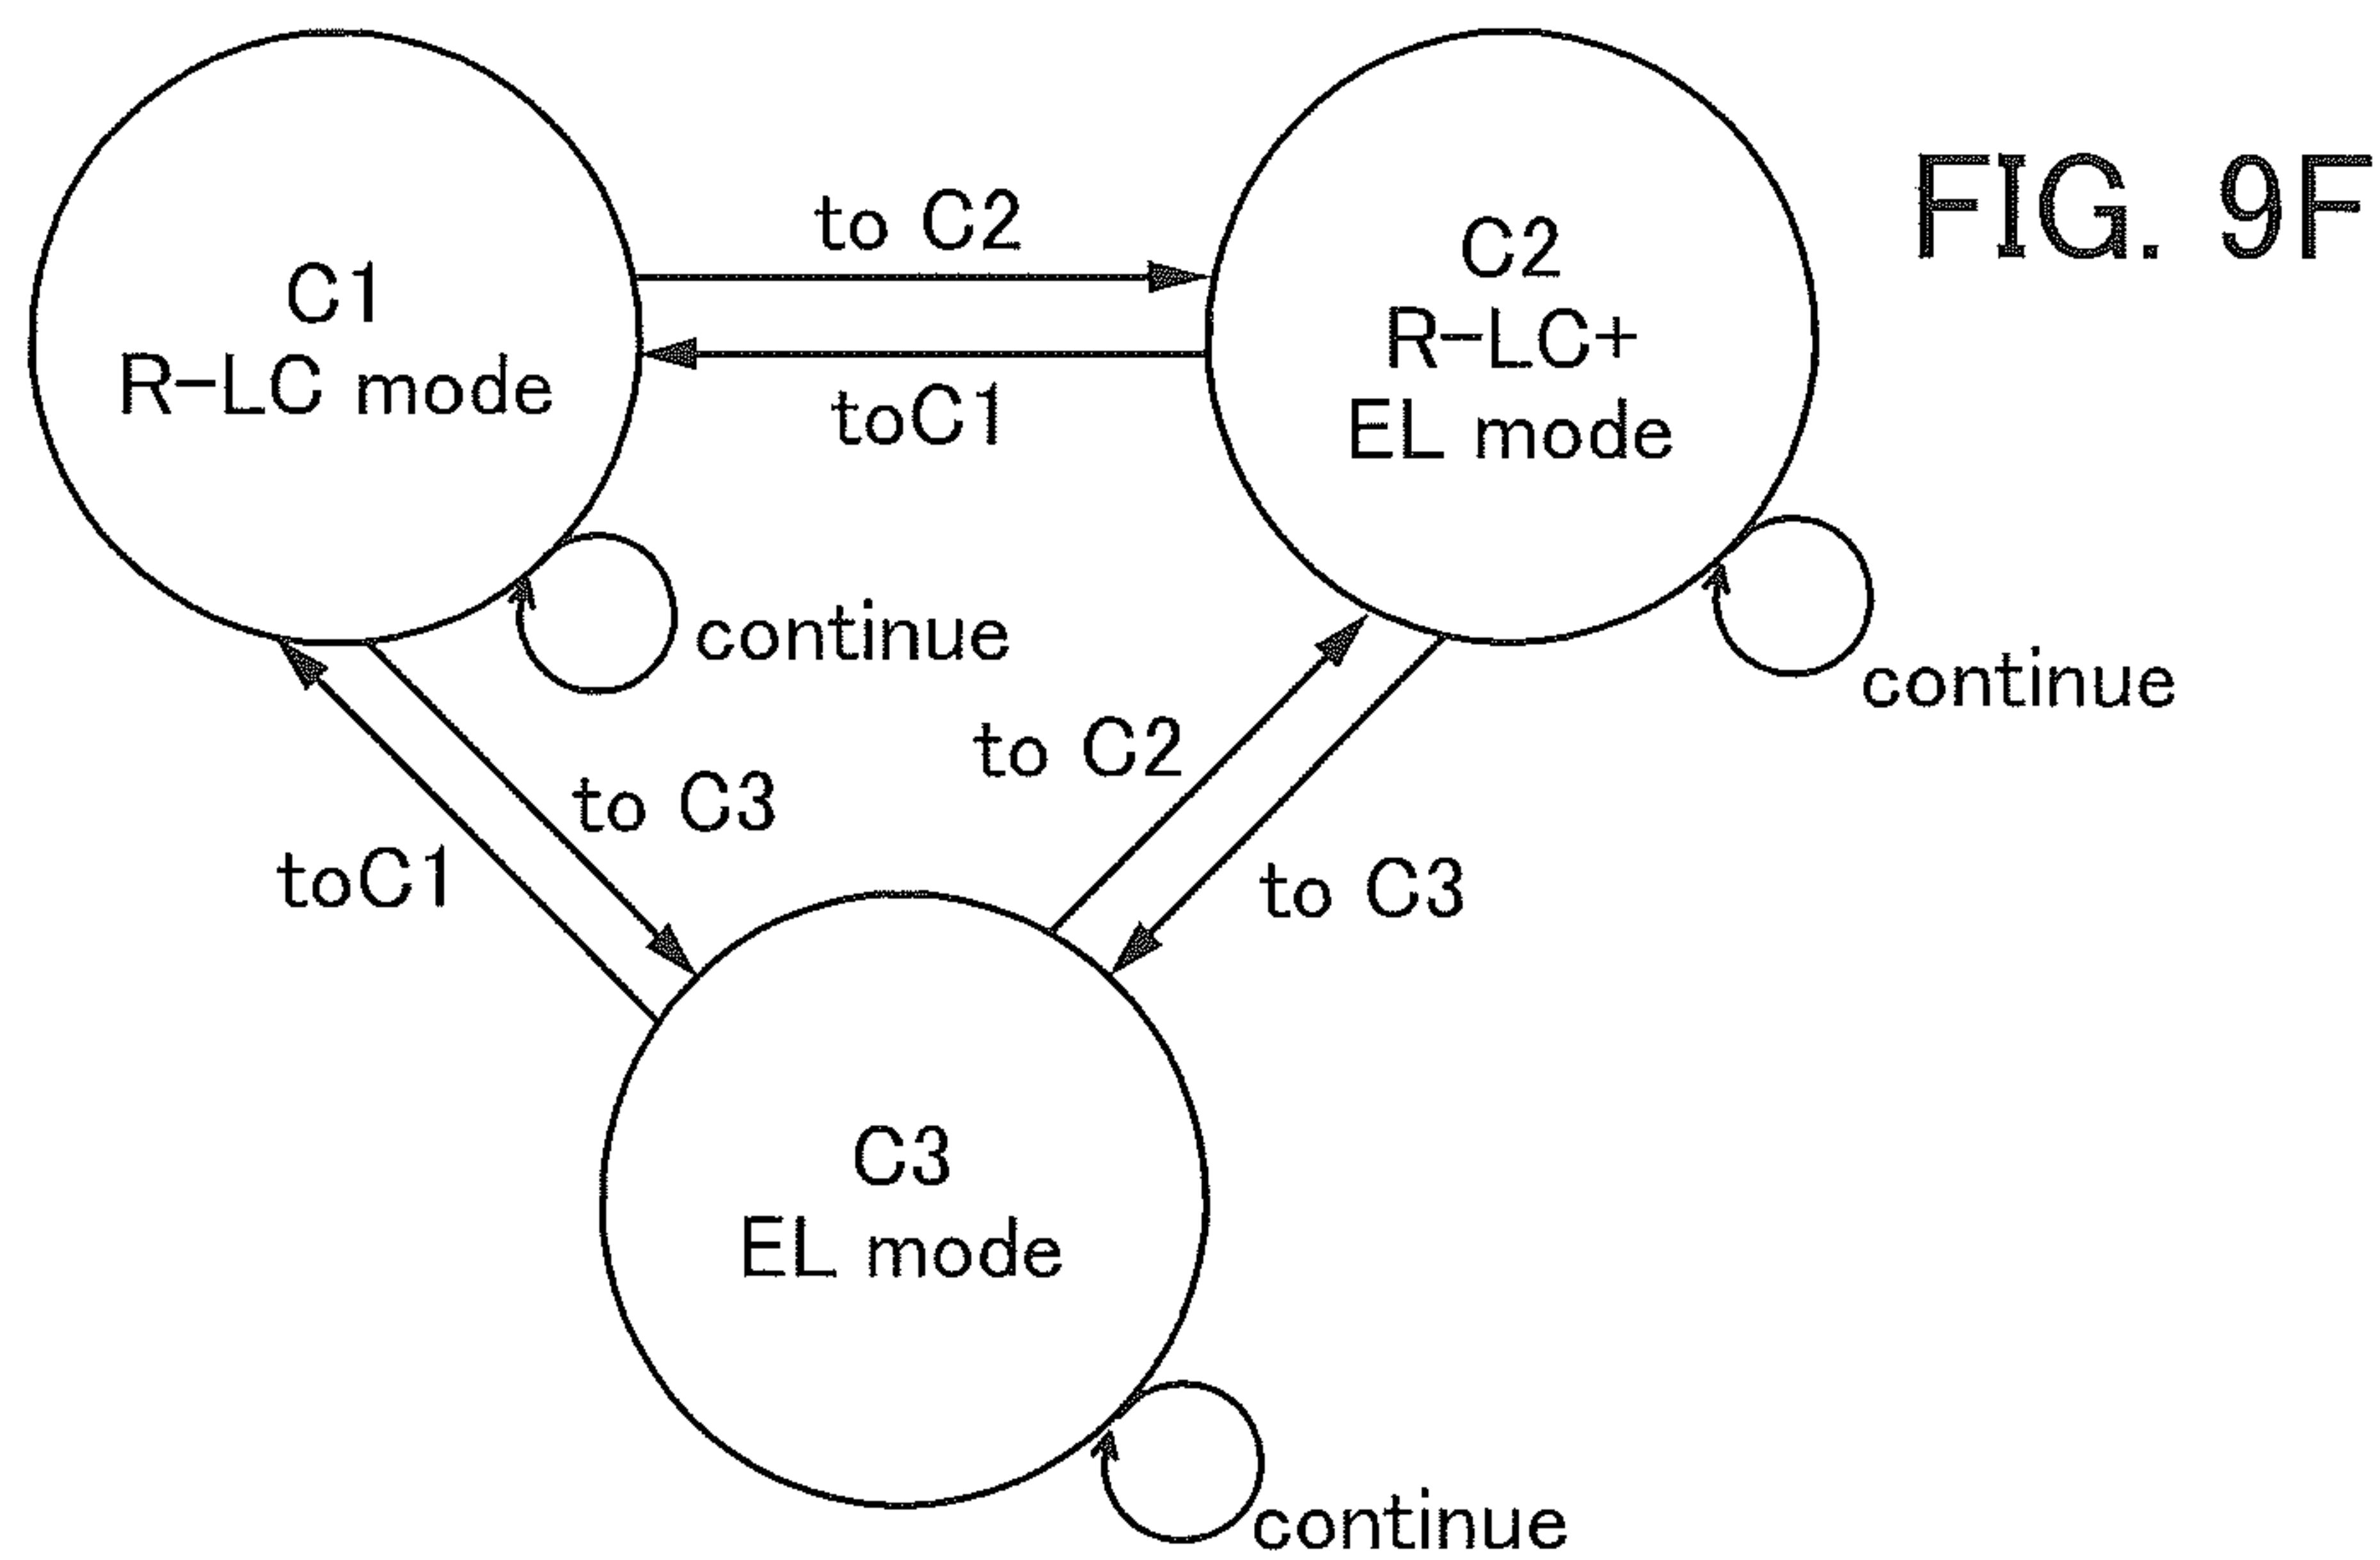 FIG. 9F
C1
R-LC mode
to C2
toC1
C2
R-LC+
EL mode
continue
continue
to C3
toC1
to C2
to C3
C3
EL mode
continue